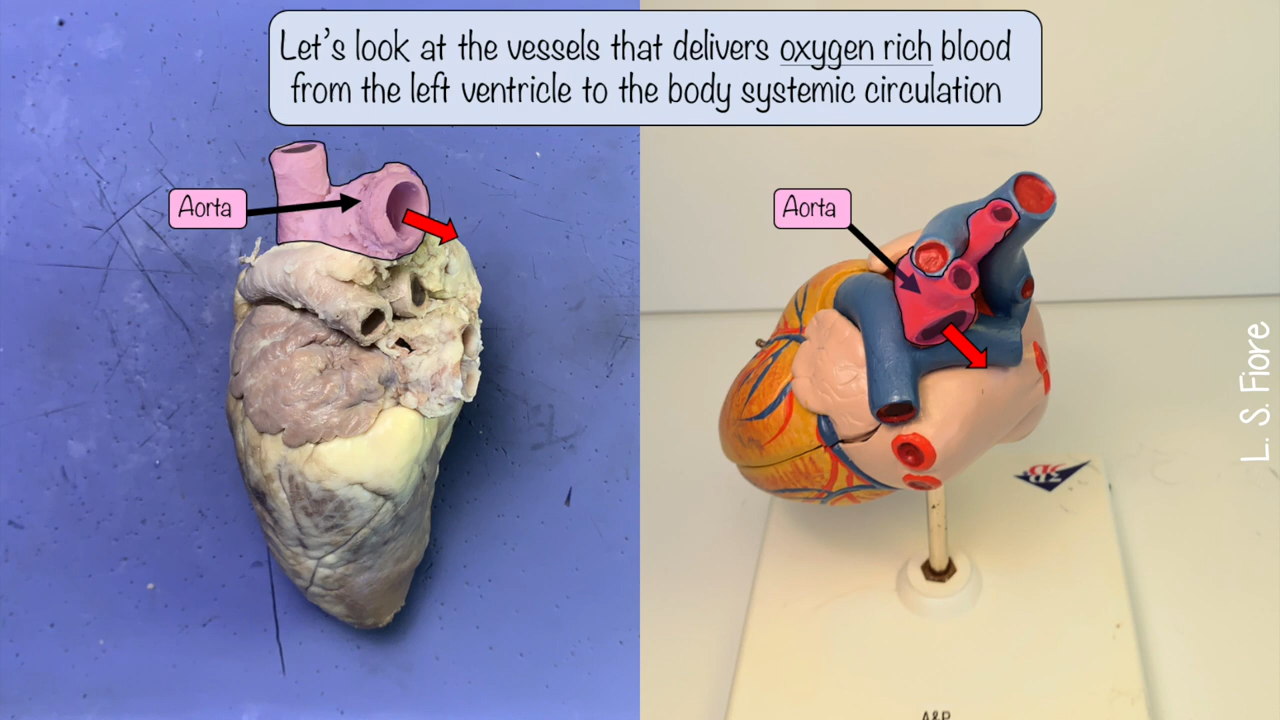 Let's look at the vessels that delivers oxygen rich blood
from the left ventricle to the body systemic circulation
Aorta
Aorta
L. S. Fiore
3B
A&P